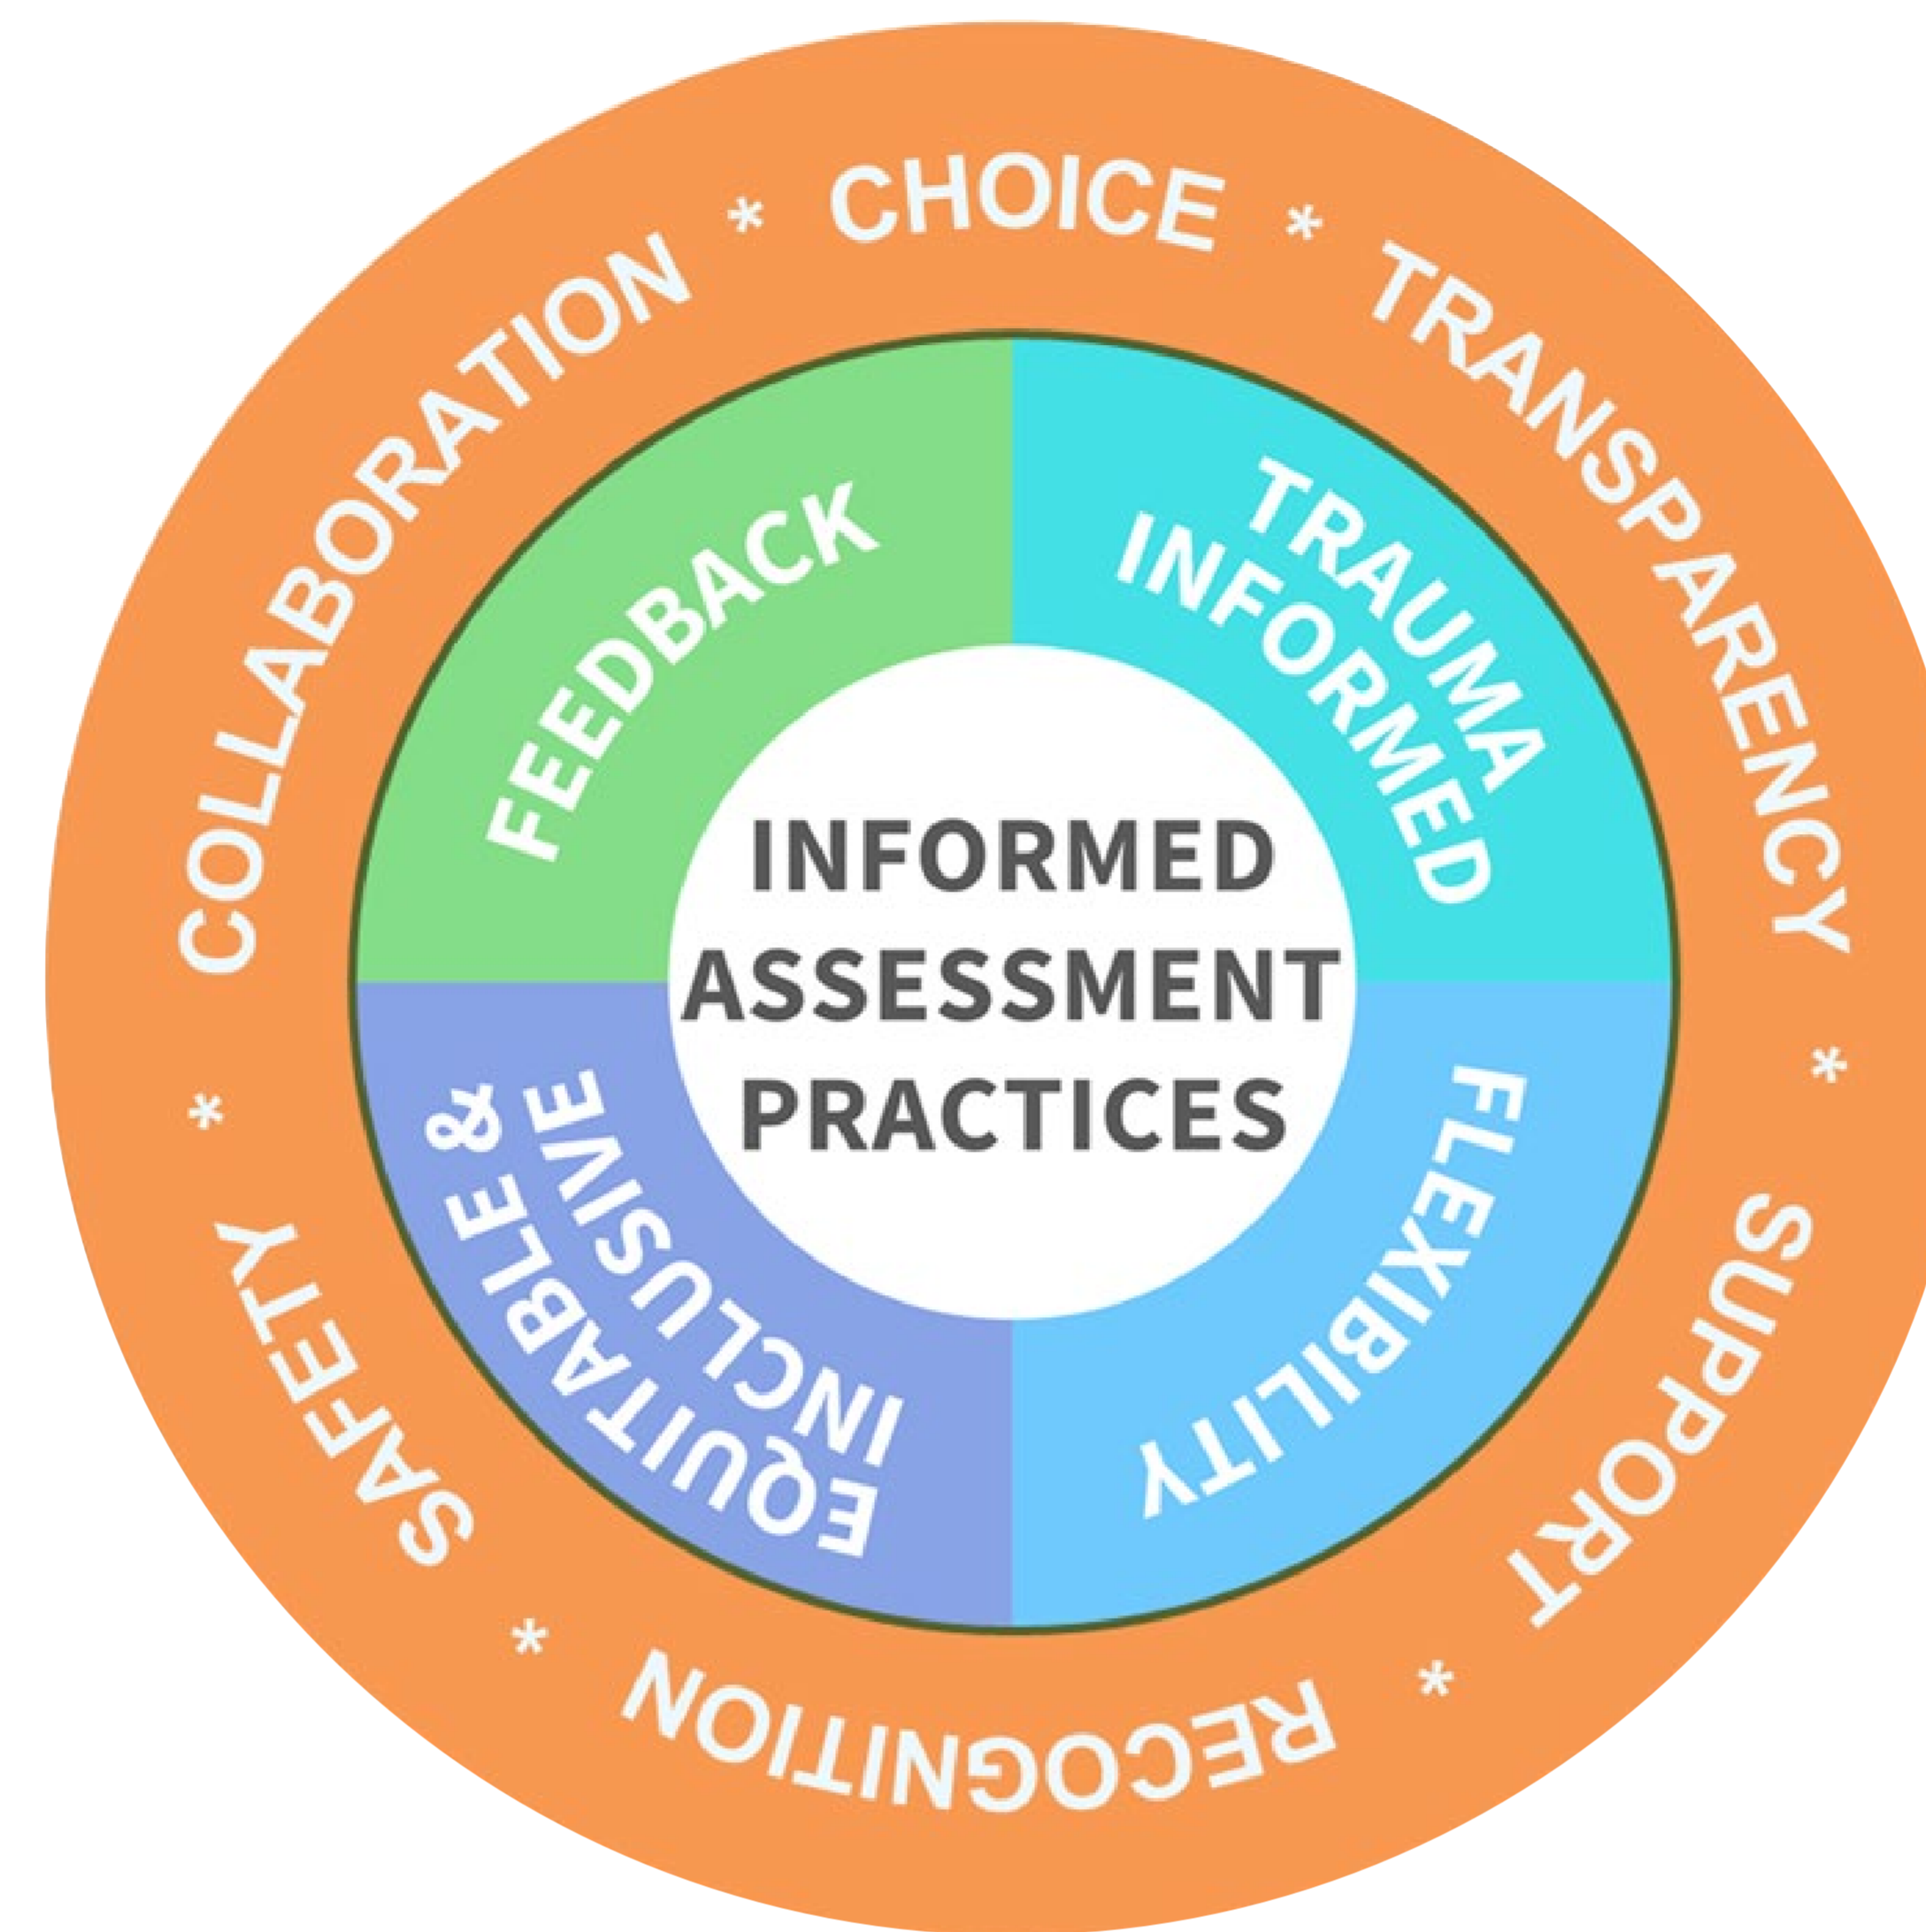 COLLABORATION * CHOICE * TRANSPARENCY * SUPPORT * RECOGNITION * SAFETY *
FEEDBACK
TRAUMA
INFORMED
FLEXIBILITY
EQUITABLE &
INCLUSIVE
INFORMED
ASSESSMENT
PRACTICES